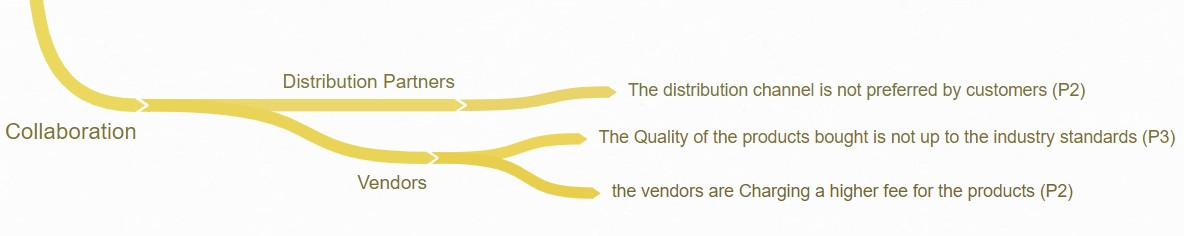 Collaboration
Distribution Partners
The distribution channel is not preferred by customers (P2)
Vendors
The Quality of the products bought is not up to the industry standards (P3)
the vendors are Charging a higher fee for the products (P2)